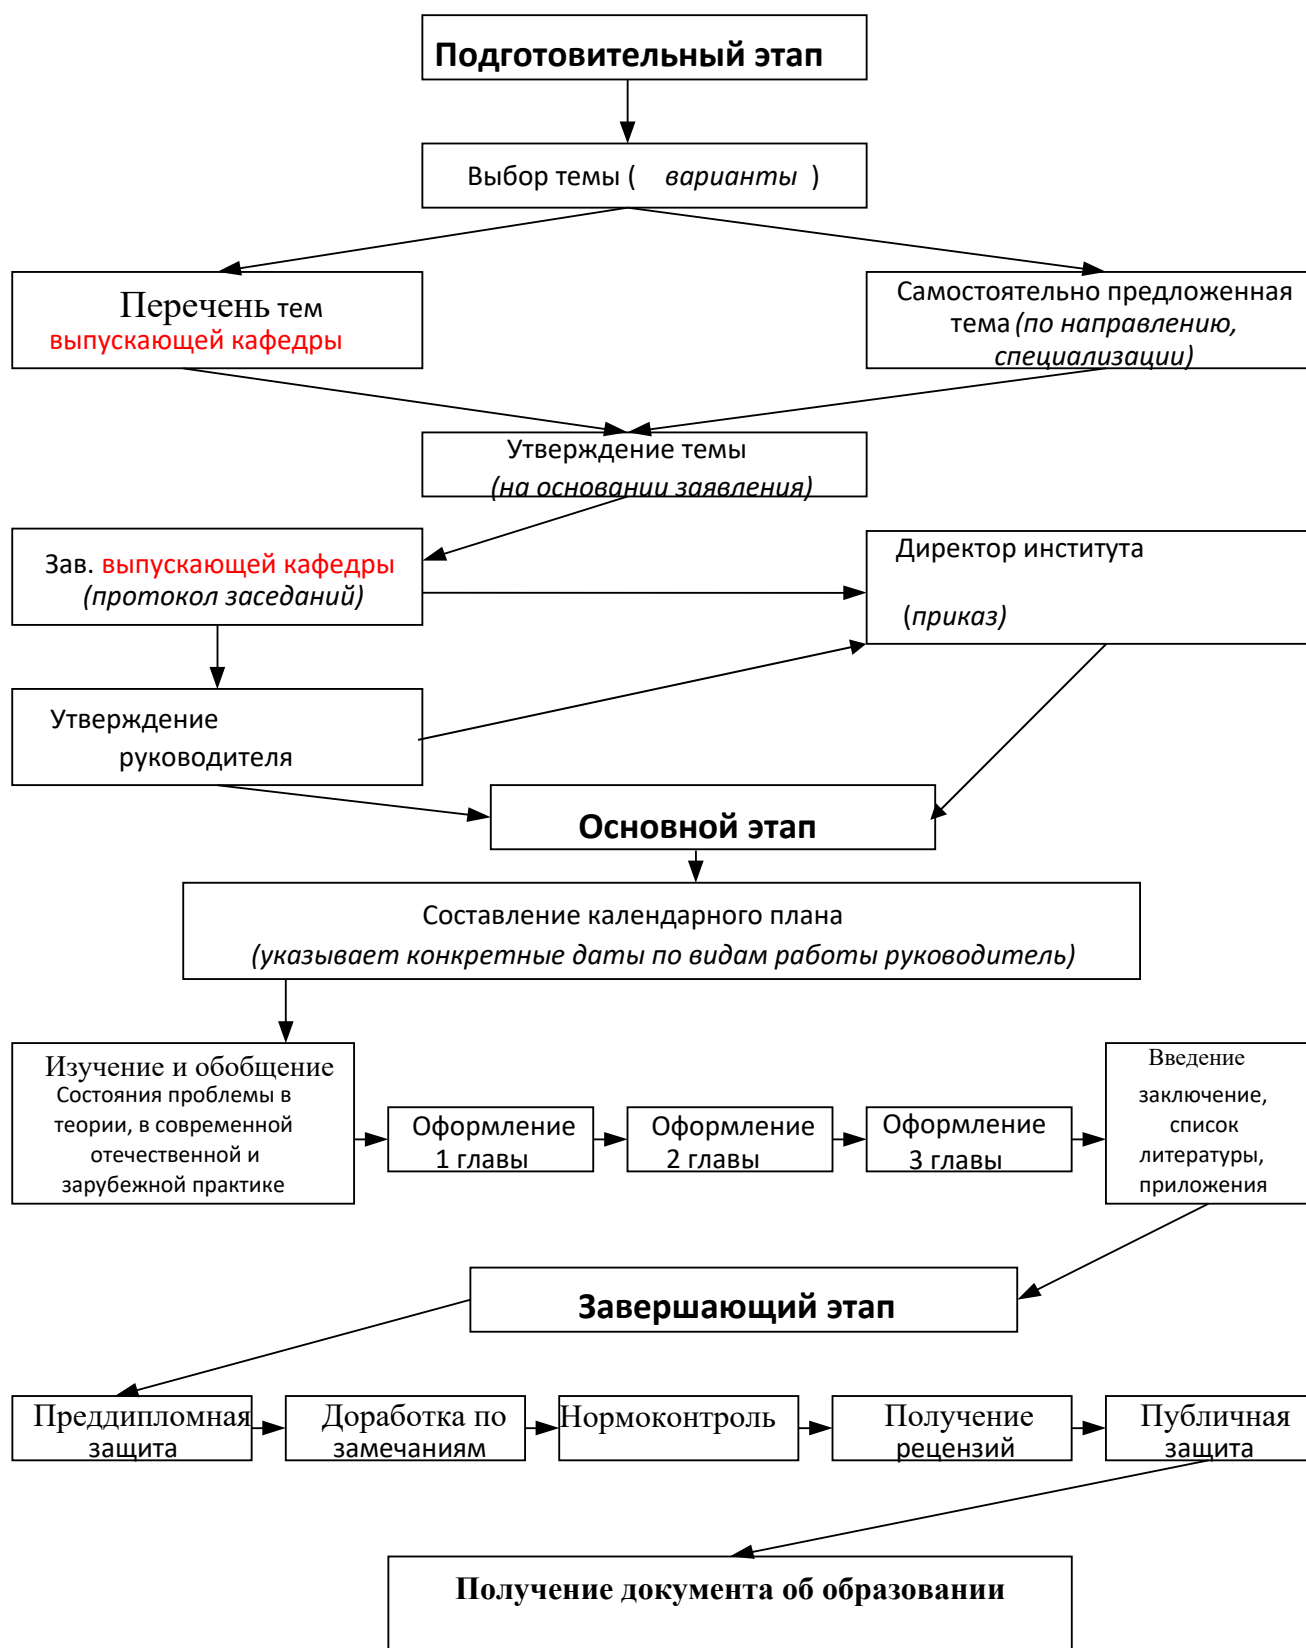 Подготовительный этап
Выбор темы ( варианты )
Перечень тем
выпускающей кафедры
Самостоятельно предложенная
тема (по направлению,
специализации)
Утверждение темы
(на основании заявления)
Зав. выпускающей кафедры
(протокол заседаний)
Директор института
(приказ)
Утверждение
руководителя
Основной этап
Составление календарного плана
(указывает конкретные даты по видам работы руководитель)
Изучение и обобщение
Состояния проблемы в
теории, в современной
отечественной и
зарубежной практике
Оформление
1 главы
Оформление
2 главы
Оформление
3 главы
Введение
заключение,
список
литературы,
приложения
Завершающий этап
Преддипломная
защита
Доработка по
замечаниям
Нормоконтроль
Получение
рецензий
Публичная
защита
Получение документа об образовании